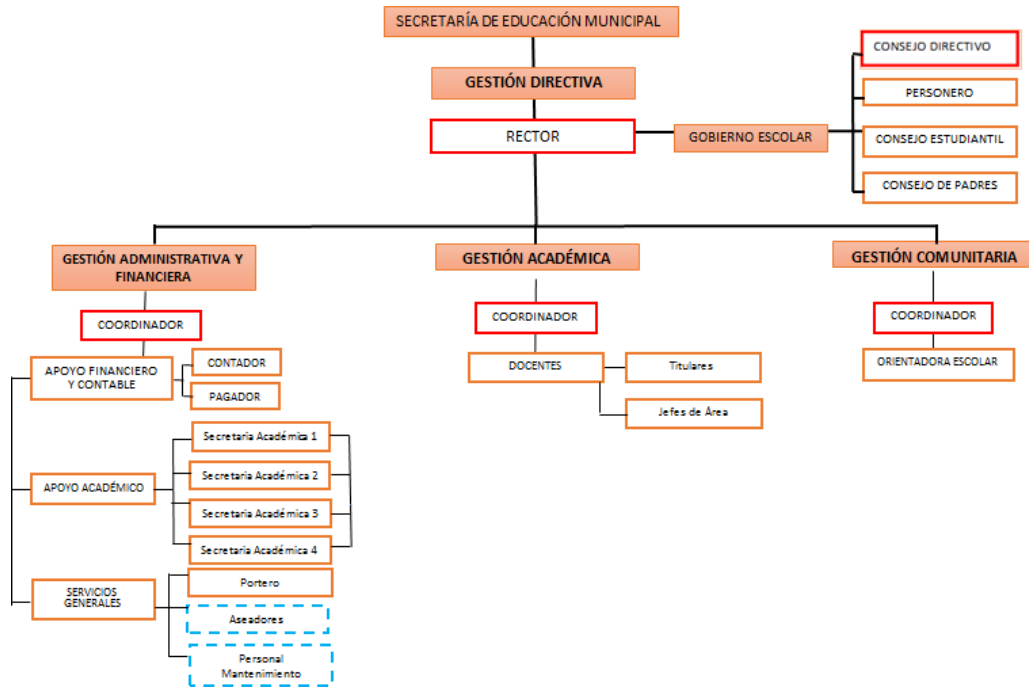 SECRETARÍA DE EDUCACIÓN MUNICIPAL
GESTIÓN DIRECTIVA
RECTOR
GOBIERNO ESCOLAR
CONSEJO DIRECTIVO
PERSONERO
CONSEJO ESTUDIANTIL
CONSEJO DE PADRES
GESTIÓN ADMINISTRATIVA Y
FINANCIERA
COORDINADOR
APOYO FINANCIERO
Y CONTABLE
CONTADOR
PAGADOR
APOYO ACADÉMICO
Secretaria Académica 1
Secretaria Académica 2
Secretaria Académica 3
Secretaria Académica 4
SERVICIOS
GENERALES
Portero
Aseadores
Personal
Mantenimiento
GESTIÓN ACADÉMICA
COORDINADOR
DOCENTES
Titulares
Jefes de Área
GESTIÓN COMUNITARIA
COORDINADOR
ORIENTADORA ESCOLAR